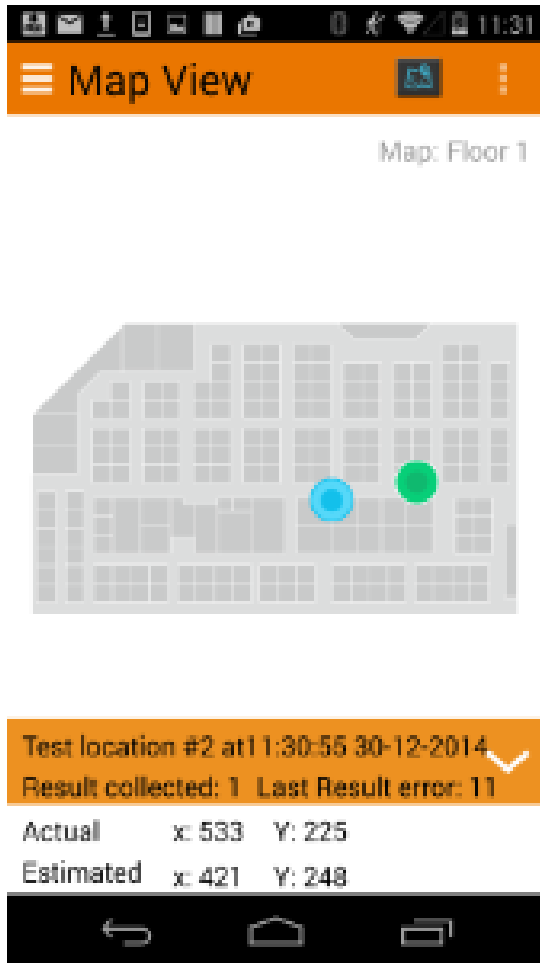 11:31
Map View
Map: Floor 1
Test location #2 at11:30:55 30-12-2014
Result collected: 1 Last Result error: 11
Actual x: 533 Y: 225
Estimated x: 421 Y: 248